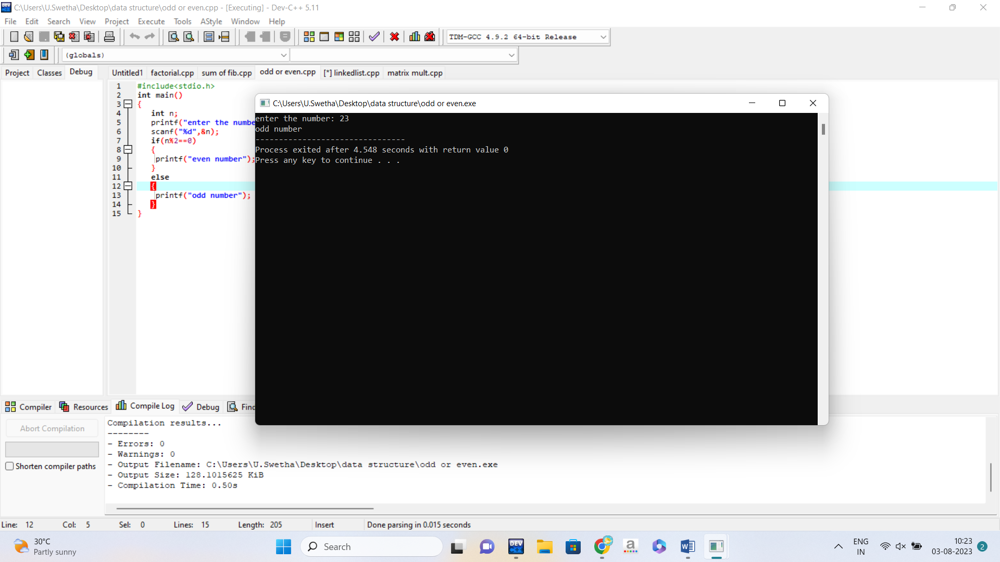 C:\Users\U.Swetha\Desktop\data structure\odd or even.cpp - [Executing] - Dev-C++ 5.11
File Edit Search View Project Execute Tools AStyle Window Help
TDM-GCC 4.9.2 64-bit Release
(globals)
Project Classes Debug
Untitled1 factorial.cpp sum of fib.cpp odd or even.cpp [*] linkedlist.cpp matrix mult.cpp
1 #include<stdio.h>
2 int main()
3 {
4 int n;
5 printf("enter the numbe
6 scanf("%d",&n);
7 if(n%2==0)
8 {
9 printf("even number");
10 }
11 else
12 {
13 printf("odd number");
14 }
15 }
C:\Users\U.Swetha\Desktop\data structure\odd or even.exe
enter the number: 23
odd number
--------------------------------
Process exited after 4.548 seconds with return value 0
Press any key to continue . . .
Compiler Resources Compile Log Debug Find
Abort Compilation
Shorten compiler paths
Compilation results...
--------
- Errors: 0
- Warnings: 0
- Output Filename: C:\Users\U.Swetha\Desktop\data structure\odd or even.exe
- Output Size: 128.1015625 KiB
- Compilation Time: 0.50s
Line: 12 Col: 5 Sel: 0 Lines: 15 Length: 205 Insert Done parsing in 0.015 seconds
30°C
Partly sunny
Search
DEV
C++
a
W
ENG
IN
10:23
03-08-2023
2